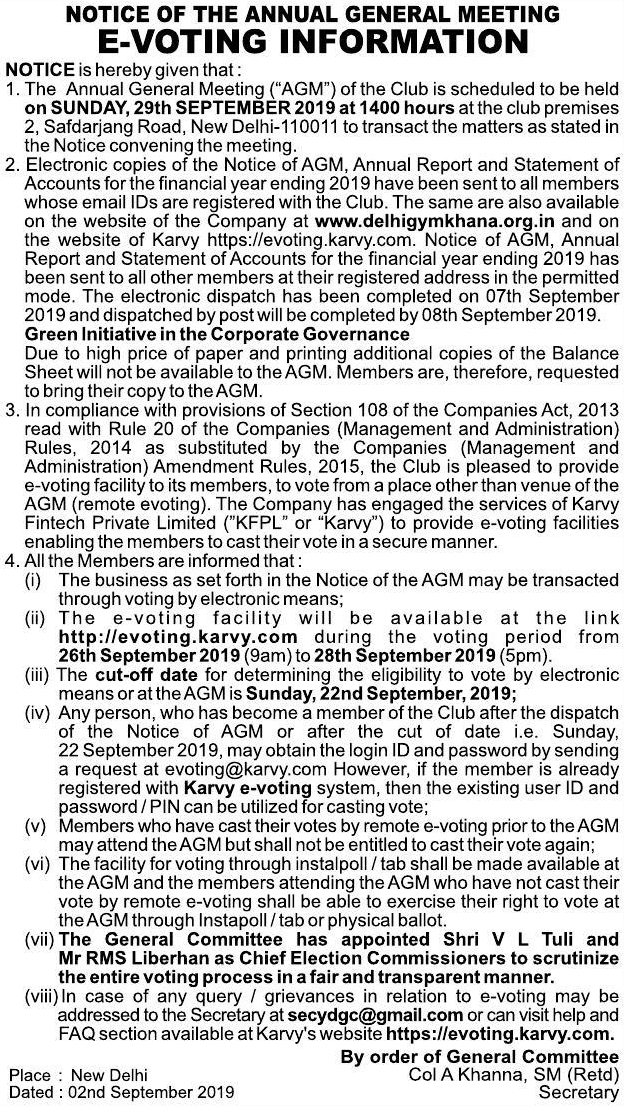 NOTICE OF THE ANNUAL GENERAL MEETING
E-VOTING INFORMATION
NOTICE is hereby given that :
1. The Annual General Meeting (“AGM”) of the Club is scheduled to be held
on SUNDAY, 29th SEPTEMBER 2019 at 1400 hours at the club premises
2, Safdarjang Road, New Delhi-110011 to transact the matters as stated in
the Notice convening the meeting.
2. Electronic copies of the Notice of AGM, Annual Report and Statement of
Accounts for the financial year ending 2019 have been sent to all members
whose email IDs are registered with the Club. The same are also available
on the website of the Company at www.delhigymkhana.org.in and on
the website of Karvy https://evoting.karvy.com. Notice of AGM, Annual
Report and Statement of Accounts for the financial year ending 2019 has
been sent to all other members at their registered address in the permitted
mode. The electronic dispatch has been completed on 07th September
2019 and dispatched by post will be completed by 08th September 2019.
Green Initiative in the Corporate Governance
Due to high price of paper and printing additional copies of the Balance
Sheet will not be available to the AGM. Members are, therefore, requested
to bring their copy to the AGM.
3. In compliance with provisions of Section 108 of the Companies Act, 2013
read with Rule 20 of the Companies (Management and Administration)
Rules, 2014 as substituted by the Companies (Management and
Administration) Amendment Rules, 2015, the Club is pleased to provide
e-voting facility to its members, to vote from a place other than venue of the
AGM (remote evoting). The Company has engaged the services of Karvy
Fintech Private Limited (”KFPL” or “Karvy”) to provide e-voting facilities
enabling the members to cast their vote in a secure manner.
4. All the Members are informed that :
(i) The business as set forth in the Notice of the AGM may be transacted
through voting by electronic means;
(ii) The e-voting facility will be available at the link
http://evoting.karvy.com during the voting period from
26th September 2019 (9am) to 28th September 2019 (5pm).
(iii) The cut-off date for determining the eligibility to vote by electronic
means or at the AGM is Sunday, 22nd September, 2019;
(iv) Any person, who has become a member of the Club after the dispatch
of the Notice of AGM or after the cut of date i.e. Sunday,
22 September 2019, may obtain the login ID and password by sending
a request at evoting@karvy.com However, if the member is already
registered with Karvy e-voting system, then the existing user ID and
password / PIN can be utilized for casting vote;
(v) Members who have cast their votes by remote e-voting prior to the AGM
may attend the AGM but shall not be entitled to cast their vote again;
(vi) The facility for voting through instalpoll / tab shall be made available at
the AGM and the members attending the AGM who have not cast their
vote by remote e-voting shall be able to exercise their right to vote at
the AGM through Instapoll / tab or physical ballot.
(vii) The General Committee has appointed Shri V L Tuli and
Mr RMS Liberhan as Chief Election Commissioners to scrutinize
the entire voting process in a fair and transparent manner.
(viii) In case of any query / grievances in relation to e-voting may be
addressed to the Secretary at secydgc@gmail.com or can visit help and
FAQ section available at Karvy's website https://evoting.karvy.com.
By order of General Committee
Place : New Delhi Col A Khanna, SM (Retd)
Dated : 02nd September 2019 Secretary